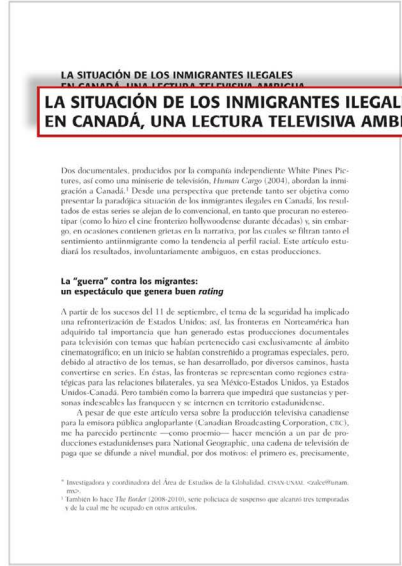 LA SITUACIÓN DE LOS INMIGRANTES ILEGALES
EN CANADÁ, UNA LECTURA TELEVISIVA AMBIGUA
LA SITUACIÓN DE LOS INMIGRANTES ILEGAL
EN CANADÁ, UNA LECTURA TELEVISIVA AMBI
Dos documentales, producidos por la compañía independiente White Pines Pic-
tures, así como una miniserie de televisión, Human Cargo (2004), abordan la inmi-
gración a Canadá.¹ Desde una perspectiva que pretende tanto ser objetiva como
presentar la paradójica situación de los inmigrantes ilegales en Canadá, los resul-
tados de estas series se alejan de lo convencional, en tanto que procuran no estereo-
tipar (como lo hizo el cine fronterizo hollywoodense durante décadas) y, sin embar-
go, en ocasiones contienen grietas en la narrativa, por las cuales se filtran tanto el
sentimiento antiinmigrante como la tendencia al perfil racial. Este artículo estu-
diará los resultados, involuntariamente ambiguos, en estas producciones.
La “guerra” contra los migrantes:
un espectáculo que genera buen rating
A partir de los sucesos del 11 de septiembre, el tema de la seguridad ha implicado
una refronterización de Estados Unidos; así, las fronteras en Norteamérica han
adquirido tal importancia que han generado estas producciones documentales
para televisión con temas que habían pertenecido casi exclusivamente al ámbito
cinematográfico; en un inicio se habían constreñido a programas especiales, pero,
debido al atractivo de los temas, se han desarrollado, por diversos caminos, hasta
convertirse en series. En éstas, las fronteras se representan como regiones estra-
tégicas para las relaciones bilaterales, ya sea México-Estados Unidos, ya Estados
Unidos-Canadá. Pero también como la barrera que impedirá que sustancias y per-
sonas indeseables las franqueen y se internen en territorio estadunidense.
A pesar de que este artículo versa sobre la producción televisiva canadiense
para la emisora pública angloparlante (Canadian Broadcasting Corporation, CBC),
me ha parecido pertinente —como proemio— hacer mención a un par de pro-
ducciones estadunidenses para National Geographic, una cadena de televisión de
paga que se difunde a nivel mundial, por dos motivos: el primero es, precisamente,
* Investigadora y coordinadora del Área de Estudios de la Globalidad, CISAN-UNAM. <zalce@unam.
mx>.
¹ También lo hace The Border (2008-2010), serie policiaca de suspenso que alcanzó tres temporadas
y de la cual me he ocupado en otros artículos.